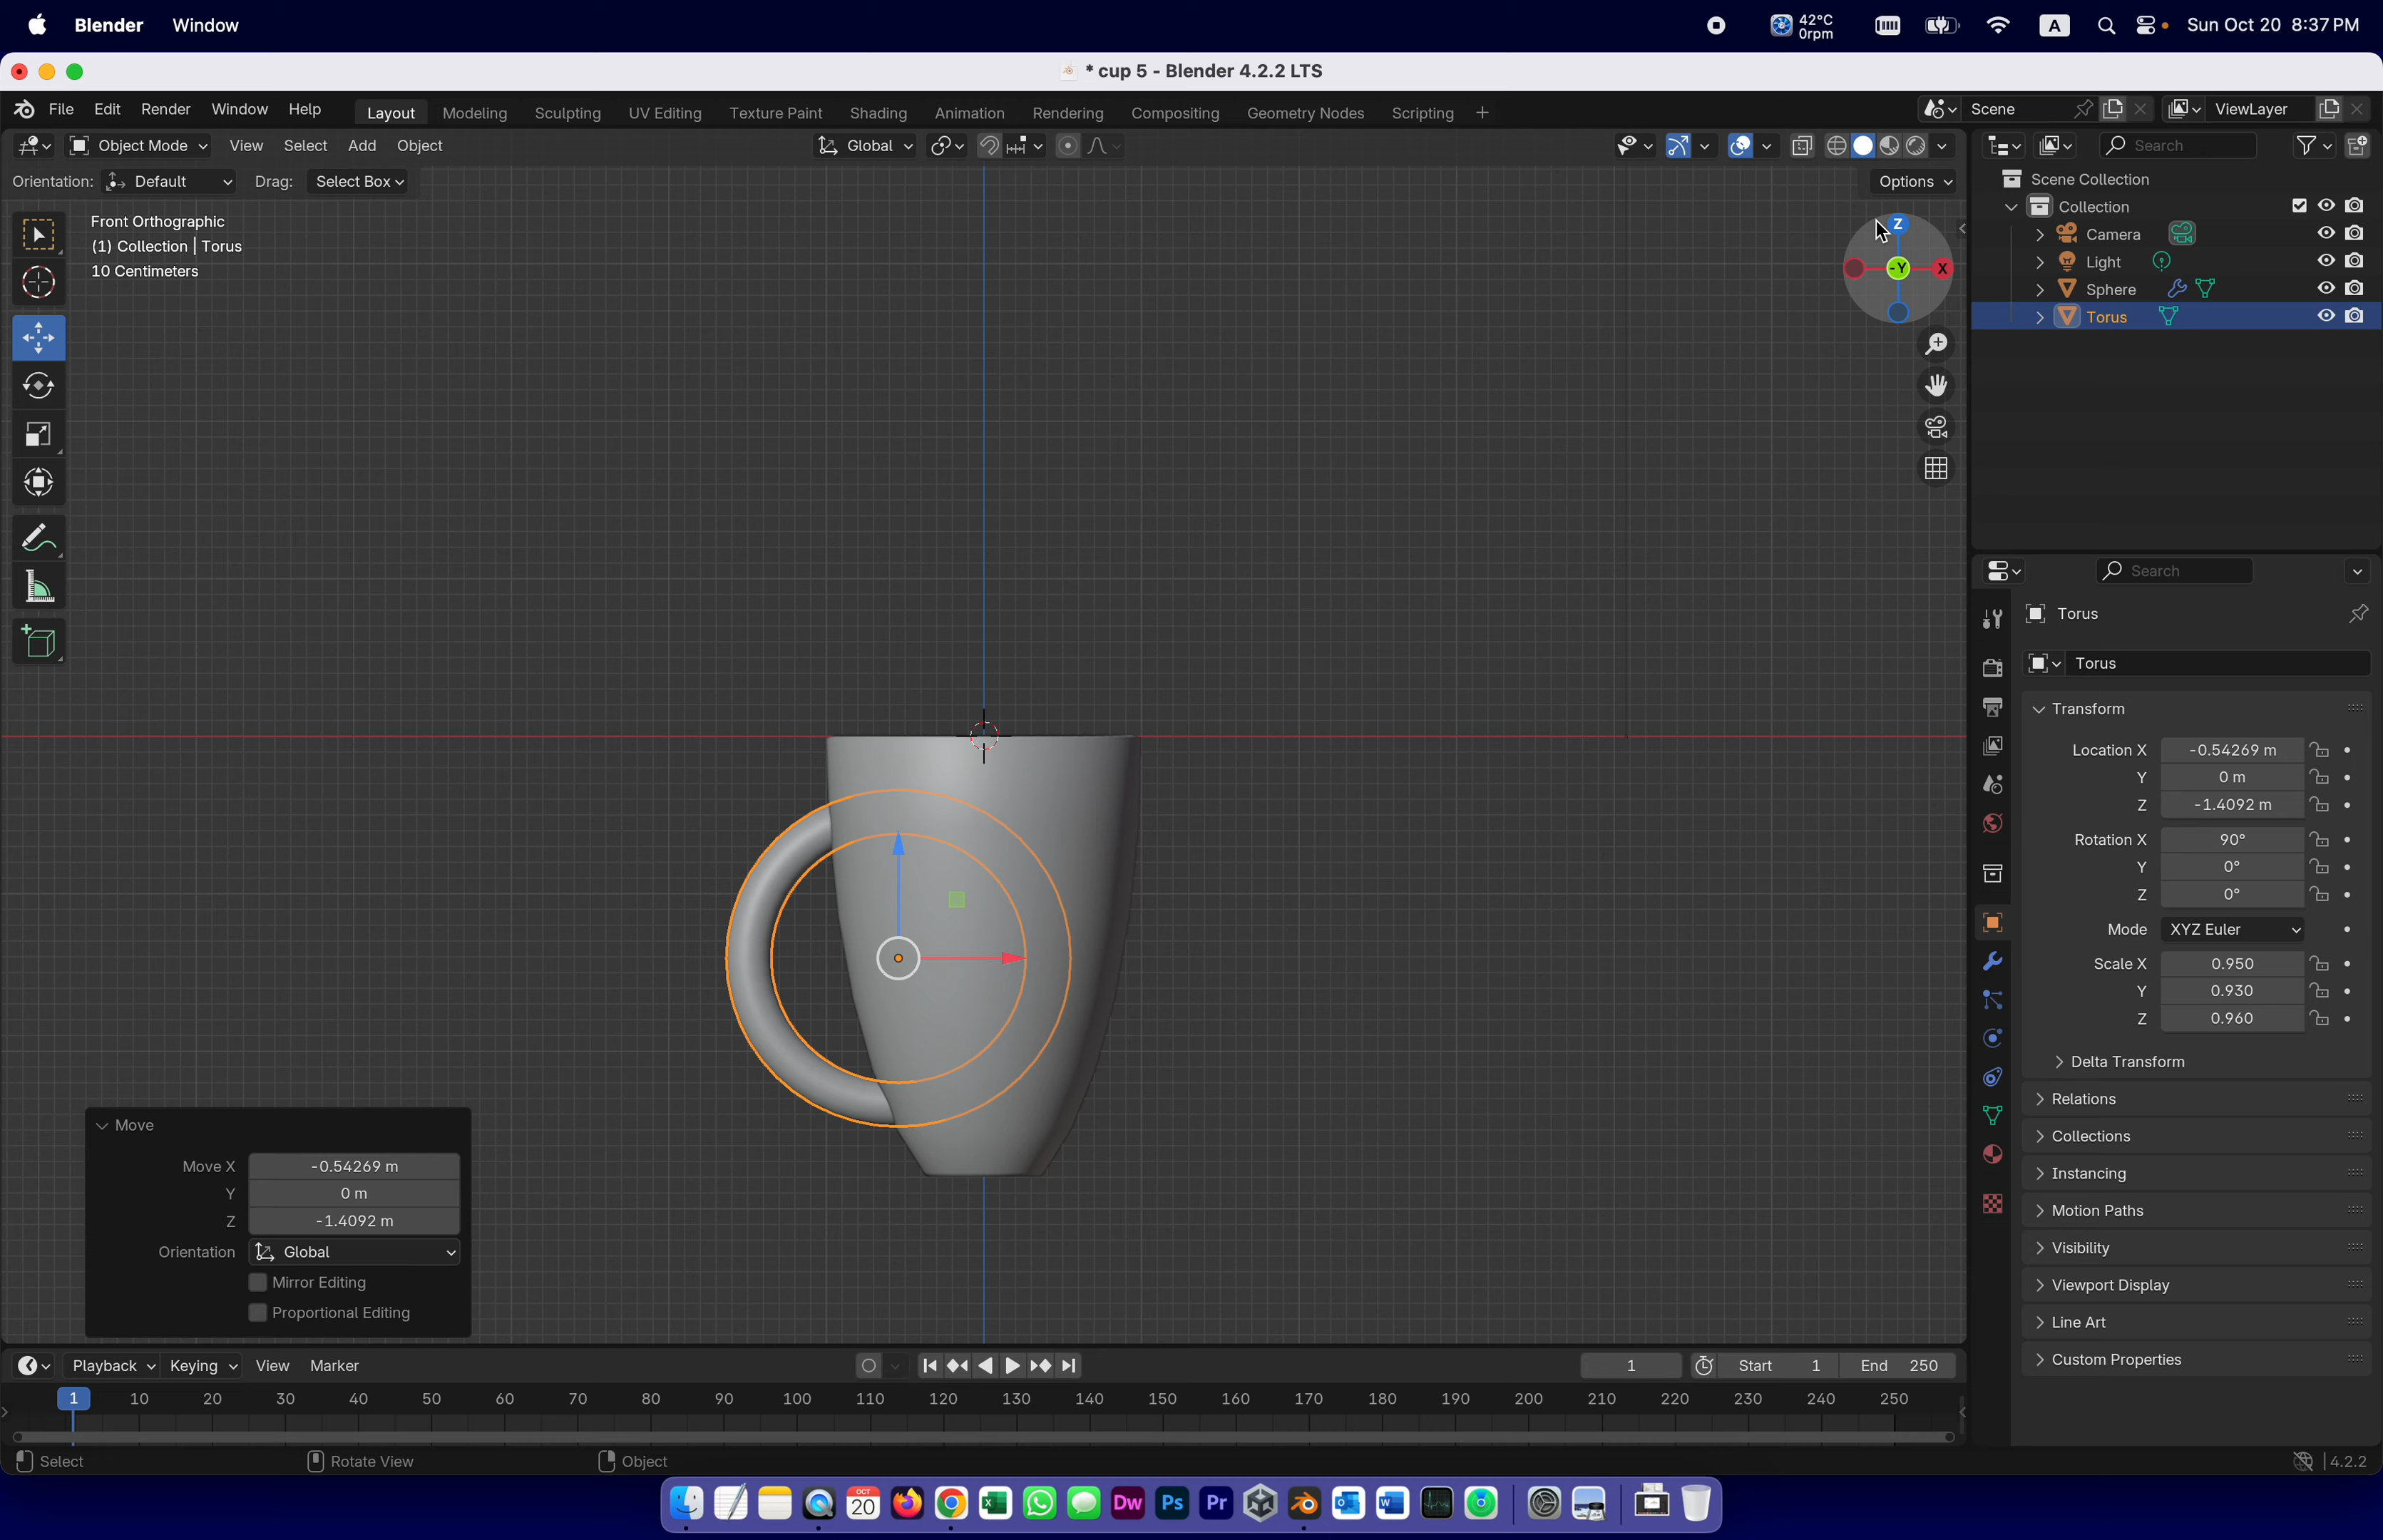 Blender Window
42°C
0rpm
A
Sun Oct 20 8:37 PM
* cup 5 - Blender 4.2.2 LTS
File Edit Render Window Help
Layout Modeling Sculpting UV Editing Texture Paint Shading Animation Rendering Compositing Geometry Nodes Scripting +
Scene
ViewLayer
Object Mode View Select Add Object
Global
Search
Orientation: Default Drag: Select Box
Options
Front Orthographic
(1) Collection | Torus
10 Centimeters
Z
-Y
X
Scene Collection
Collection
Camera
Light
Sphere
Torus
Search
Torus
Torus
Transform
Location X -0.54269 m
Y 0 m
Z -1.4092 m
Rotation X 90°
Y 0°
Z 0°
Mode XYZ Euler
Scale X 0.950
Y 0.930
Z 0.960
Delta Transform
Relations
Collections
Instancing
Motion Paths
Visibility
Viewport Display
Line Art
Custom Properties
Move
Move X -0.54269 m
Y 0 m
Z -1.4092 m
Orientation Global
Mirror Editing
Proportional Editing
Playback Keying View Marker
1
Start 1
End 250
1 10 20 30 40 50 60 70 80 90 100 110 120 130 140 150 160 170 180 190 200 210 220 230 240 250
Select Rotate View Object
4.2.2
OCT
20
Dw Ps Pr